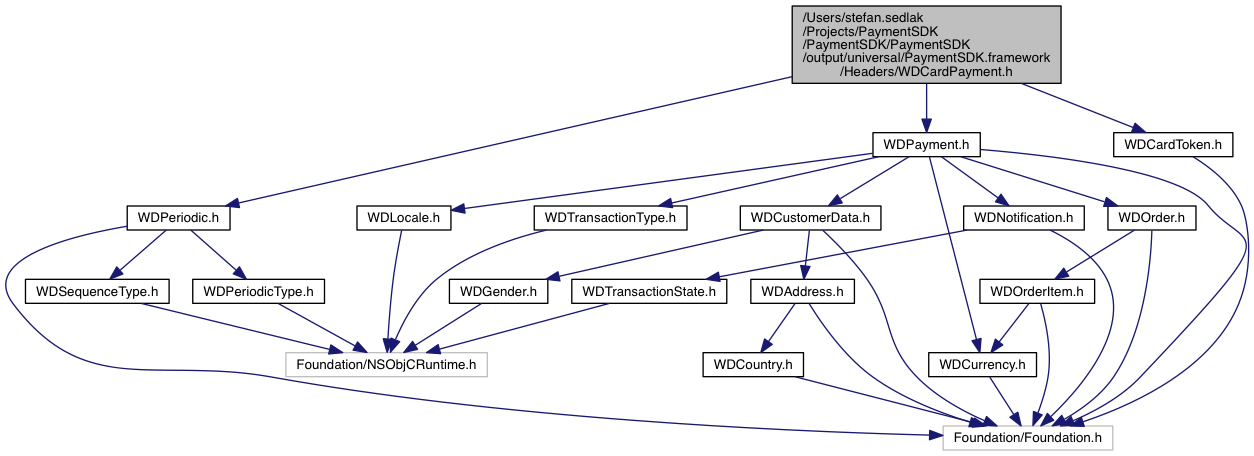 /Users/stefan.sedlak
/Projects/PaymentSDK
/PaymentSDK/PaymentSDK
/output/universal/PaymentSDK.framework
/Headers/WDCardPayment.h
WDPayment.h
WDCardToken.h
WDPeriodic.h
WDLocale.h
WDTransactionType.h
WDCustomerData.h
WDNotification.h
WDOrder.h
WDSequenceType.h
WDPeriodicType.h
WDGender.h
WDTransactionState.h
WDAddress.h
WDOrderItem.h
Foundation/NSObjCRuntime.h
WDCountry.h
WDCurrency.h
Foundation/Foundation.h